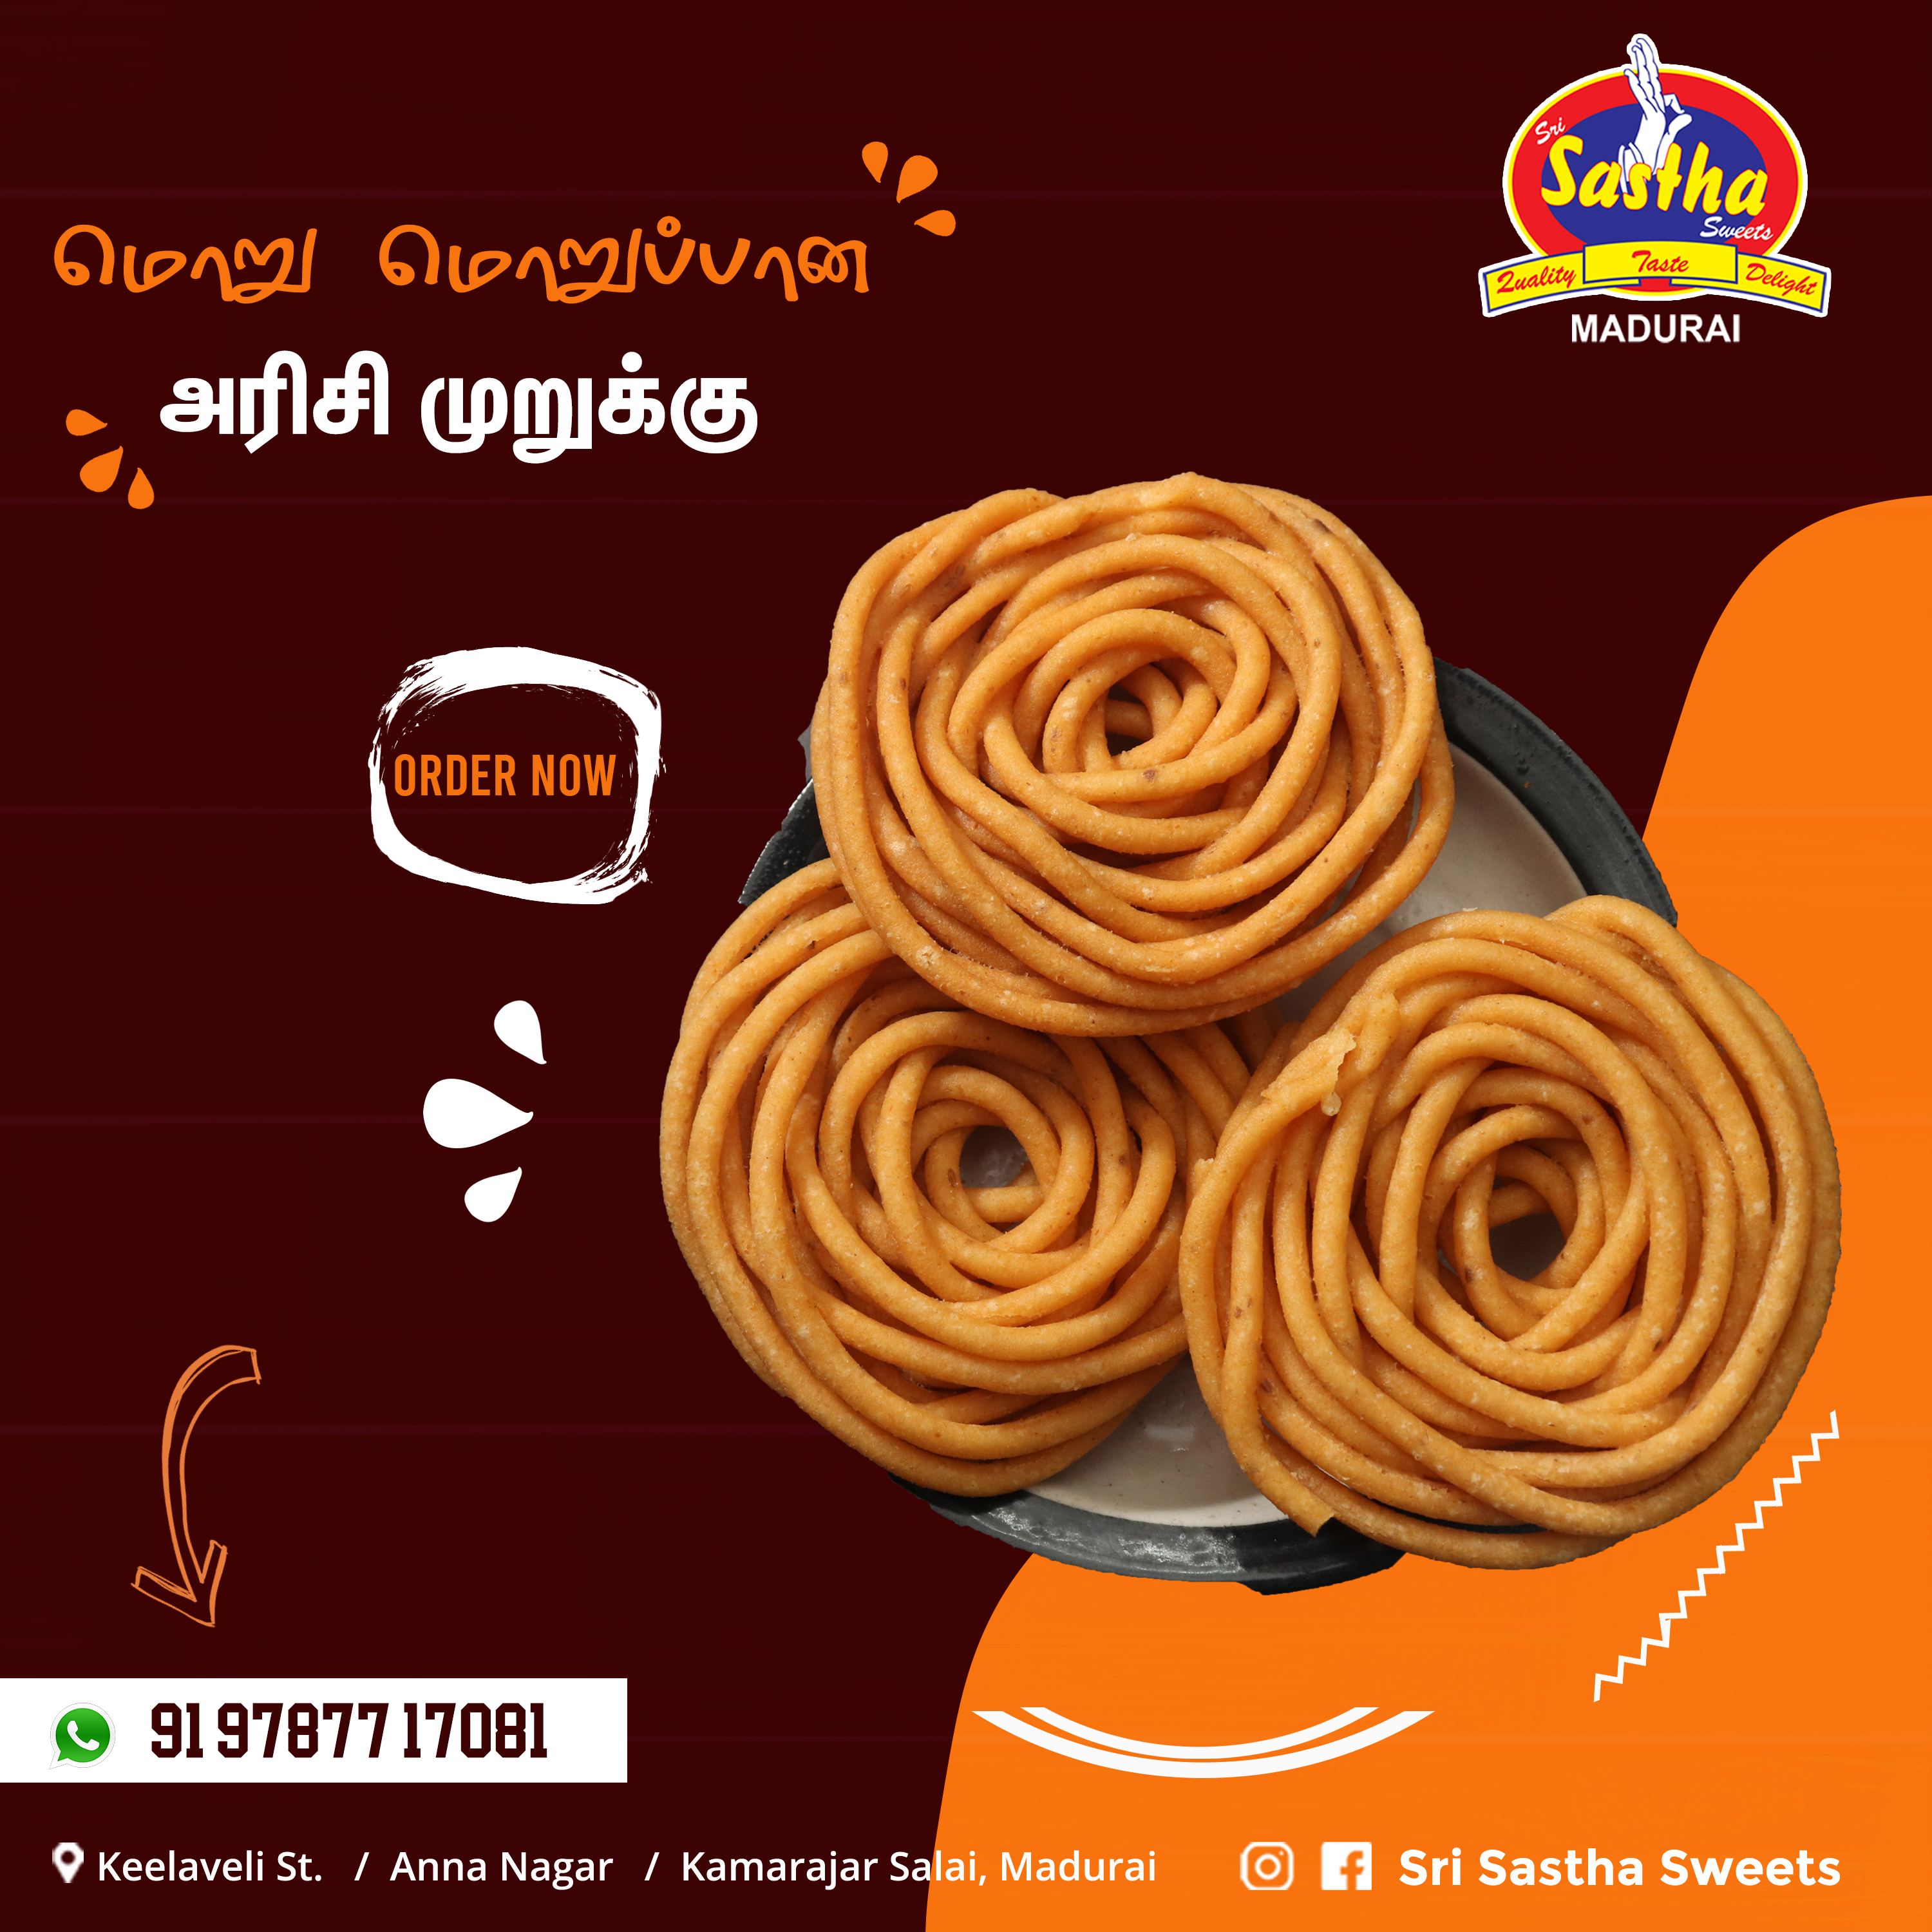 Sri
Sastha
Sweets
Quality Taste Delight
MADURAI
மொறு மொறுப்பான
அரிசி முறுக்கு
ORDER NOW
91 97877 17081
Keelaveli St. / Anna Nagar / Kamarajar Salai, Madurai
Sri Sastha Sweets